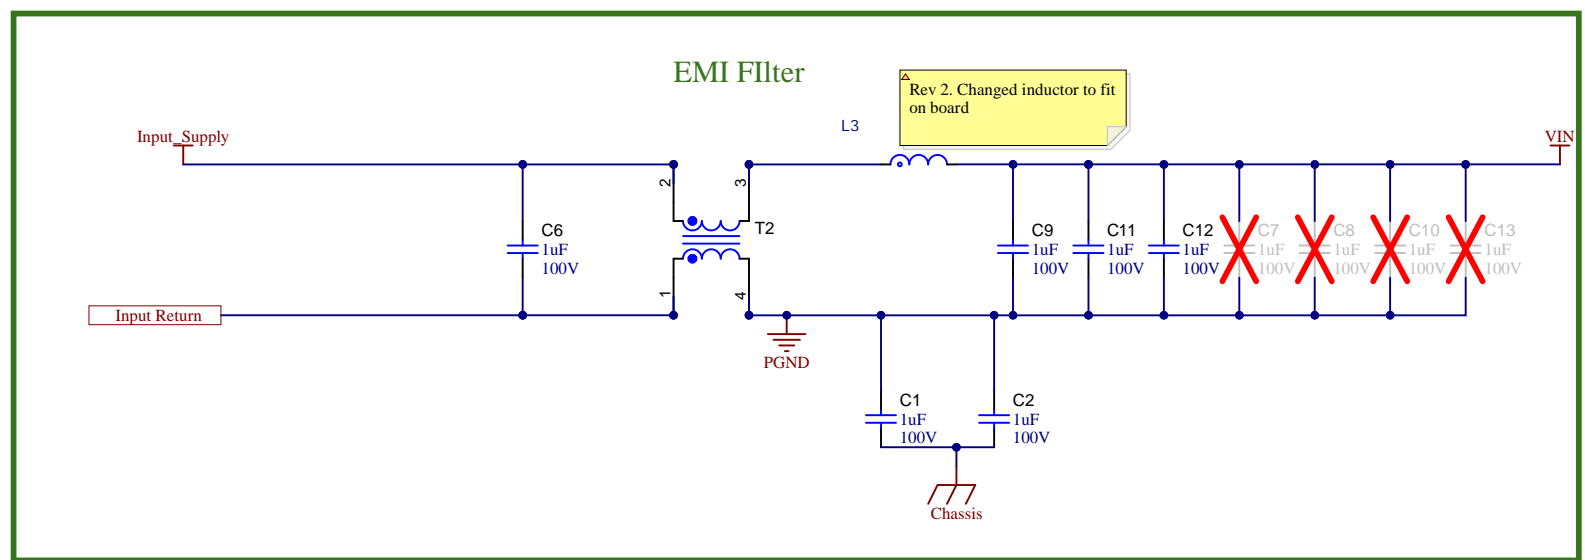 EMI FIlter
Rev 2. Changed inductor to fit
on board
L3
Input_Supply
VIN
2
3
C6
1uF
100V
T2
C9
1uF
100V
C11
1uF
100V
C12
1uF
100V
C7
1uF
100V
C8
1uF
100V
C10
1uF
100V
C13
1uF
100V
1
4
Input Return
PGND
C1
1uF
100V
C2
1uF
100V
Chassis